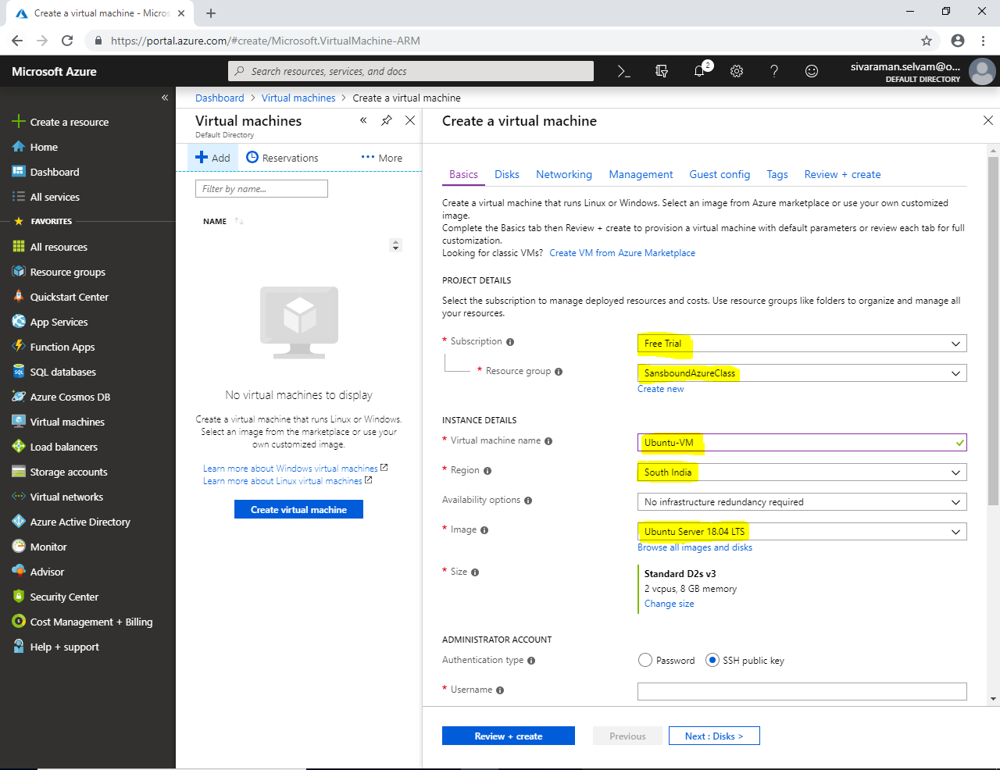 Create a virtual machine - Micros
https://portal.azure.com/#create/Microsoft.VirtualMachine-ARM
Microsoft Azure
Search resources, services, and docs
2
sivaraman.selvam@o...
DEFAULT DIRECTORY
Create a resource
Home
Dashboard
All services
FAVORITES
All resources
Resource groups
Quickstart Center
App Services
Function Apps
SQL databases
Azure Cosmos DB
Virtual machines
Load balancers
Storage accounts
Virtual networks
Azure Active Directory
Monitor
Advisor
Security Center
Cost Management + Billing
Help + support
Dashboard > Virtual machines > Create a virtual machine
Virtual machines
Default Directory
Add
Reservations
More
Filter by name...
NAME
No virtual machines to display
Create a virtual machine that runs Linux or Windows.
Select an image from the marketplace or use your
own customized image.
Learn more about Windows virtual machines
Learn more about Linux virtual machines
Create virtual machine
Create a virtual machine
Basics
Disks
Networking
Management
Guest config
Tags
Review + create
Create a virtual machine that runs Linux or Windows. Select an image from Azure marketplace or use your own customized
image.
Complete the Basics tab then Review + create to provision a virtual machine with default parameters or review each tab for full
customization.
Looking for classic VMs? Create VM from Azure Marketplace
PROJECT DETAILS
Select the subscription to manage deployed resources and costs. Use resource groups like folders to organize and manage all
your resources.
* Subscription
Free Trial
* Resource group
SansboundAzureClass
Create new
INSTANCE DETAILS
* Virtual machine name
Ubuntu-VM
* Region
South India
Availability options
No infrastructure redundancy required
* Image
Ubuntu Server 18.04 LTS
Browse all images and disks
* Size
Standard D2s v3
2 vcpus, 8 GB memory
Change size
ADMINISTRATOR ACCOUNT
Authentication type
Password
SSH public key
* Username
Review + create
Previous
Next : Disks >